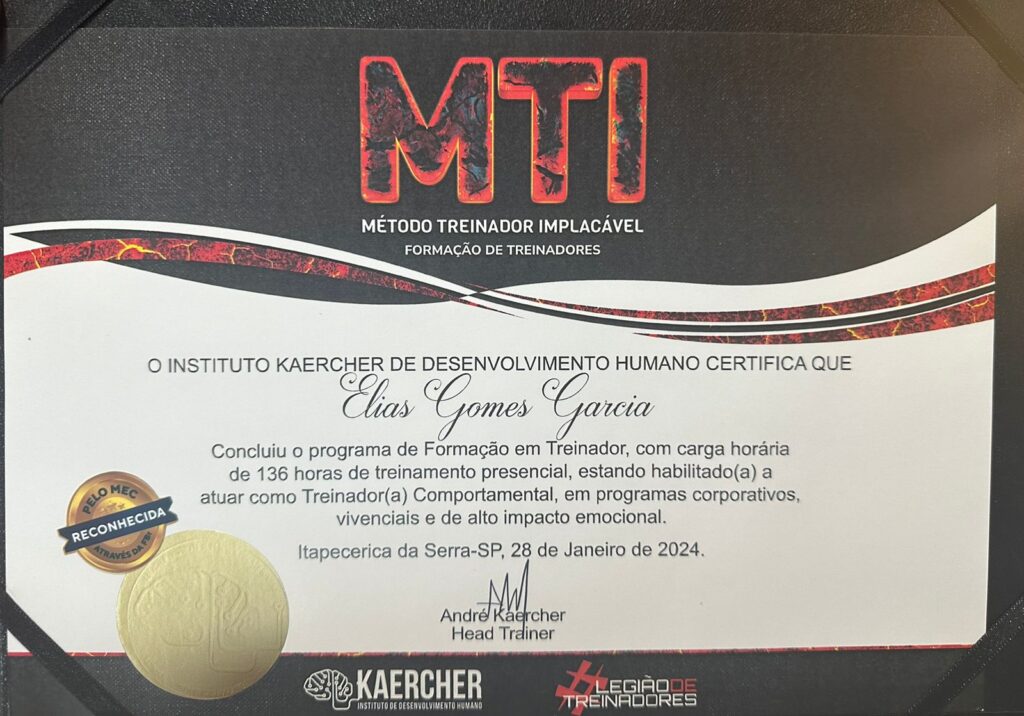 MTI
MÉTODO TREINADOR IMPLACÁVEL
FORMAÇÃO DE TREINADORES
O INSTITUTO KAERCHER DE DESENVOLVIMENTO HUMANO CERTIFICA QUE
Elias Gomes Garcia
Concluiu o programa de Formação em Treinador, com carga horária
de 136 horas de treinamento presencial, estando habilitado(a) a
atuar como Treinador(a) Comportamental, em programas corporativos,
vivenciais e de alto impacto emocional.
Itapecerica da Serra-SP, 28 de Janeiro de 2024.
PELO MEC
RECONHECIDA
ATRAVÉS DA
André Kaercher
Head Trainer
KAERCHER
INSTITUTO DE DESENVOLVIMENTO HUMANO
#LEGIÃO DE
TREINADORES